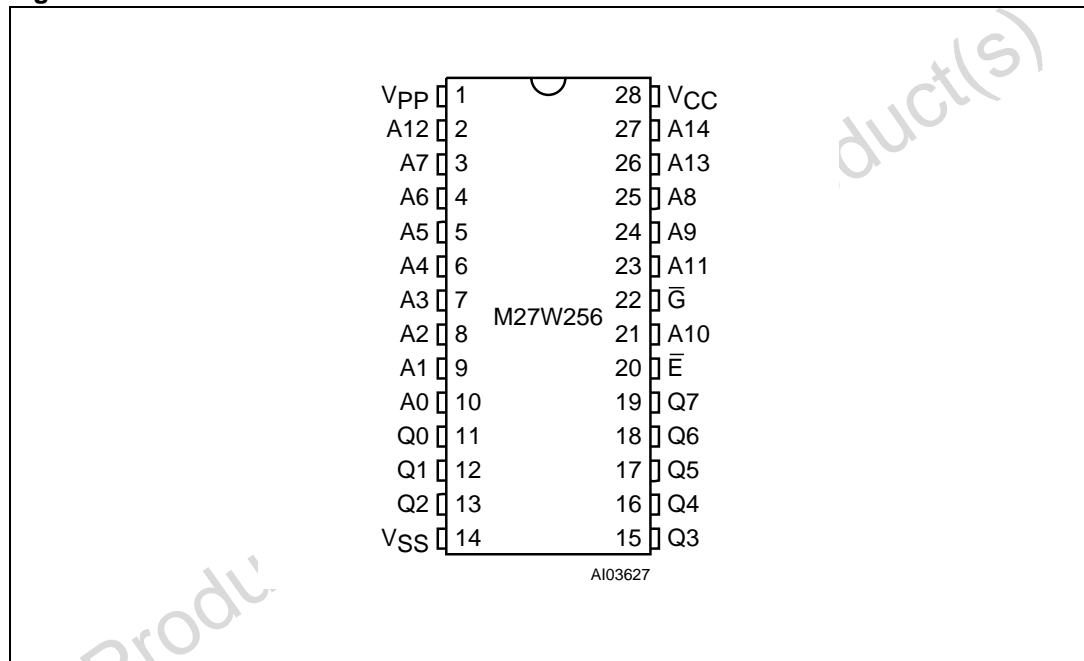 VPP 1 28 VCC
A12 2 27 A14
A7 3 26 A13
A6 4 25 A8
A5 5 24 A9
A4 6 23 A11
A3 7 22 G̅
M27W256
A2 8 21 A10
A1 9 20 E̅
A0 10 19 Q7
Q0 11 18 Q6
Q1 12 17 Q5
Q2 13 16 Q4
VSS 14 15 Q3
AI03627